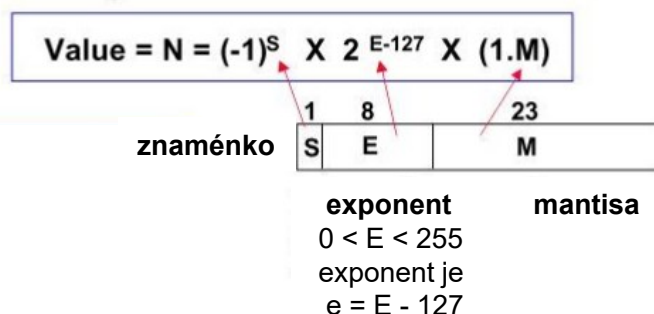 Value = N = (-1)^S X 2^E-127 X (1.M)
1 8 23
znaménko S E M
exponent mantisa
0 < E < 255
exponent je
e = E - 127